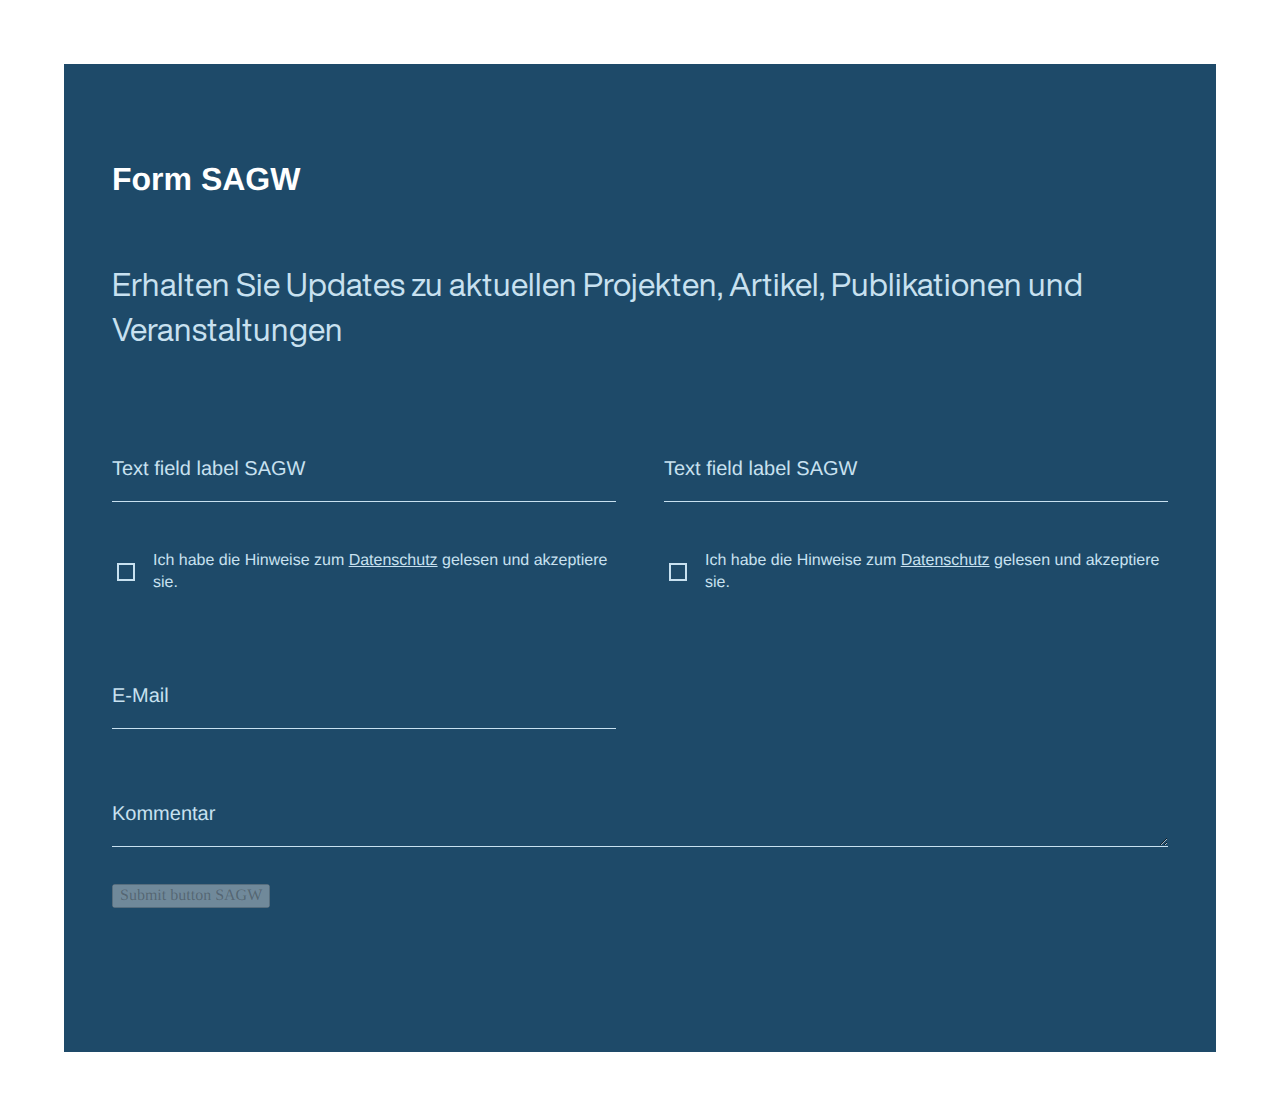 Form SAGW
Erhalten Sie Updates zu aktuellen Projekten, Artikel, Publikationen und
Veranstaltungen
Text field label SAGW
Text field label SAGW
Ich habe die Hinweise zum Datenschutz gelesen und akzeptiere
sie.
Ich habe die Hinweise zum Datenschutz gelesen und akzeptiere
sie.
E-Mail
Kommentar
Submit button SAGW